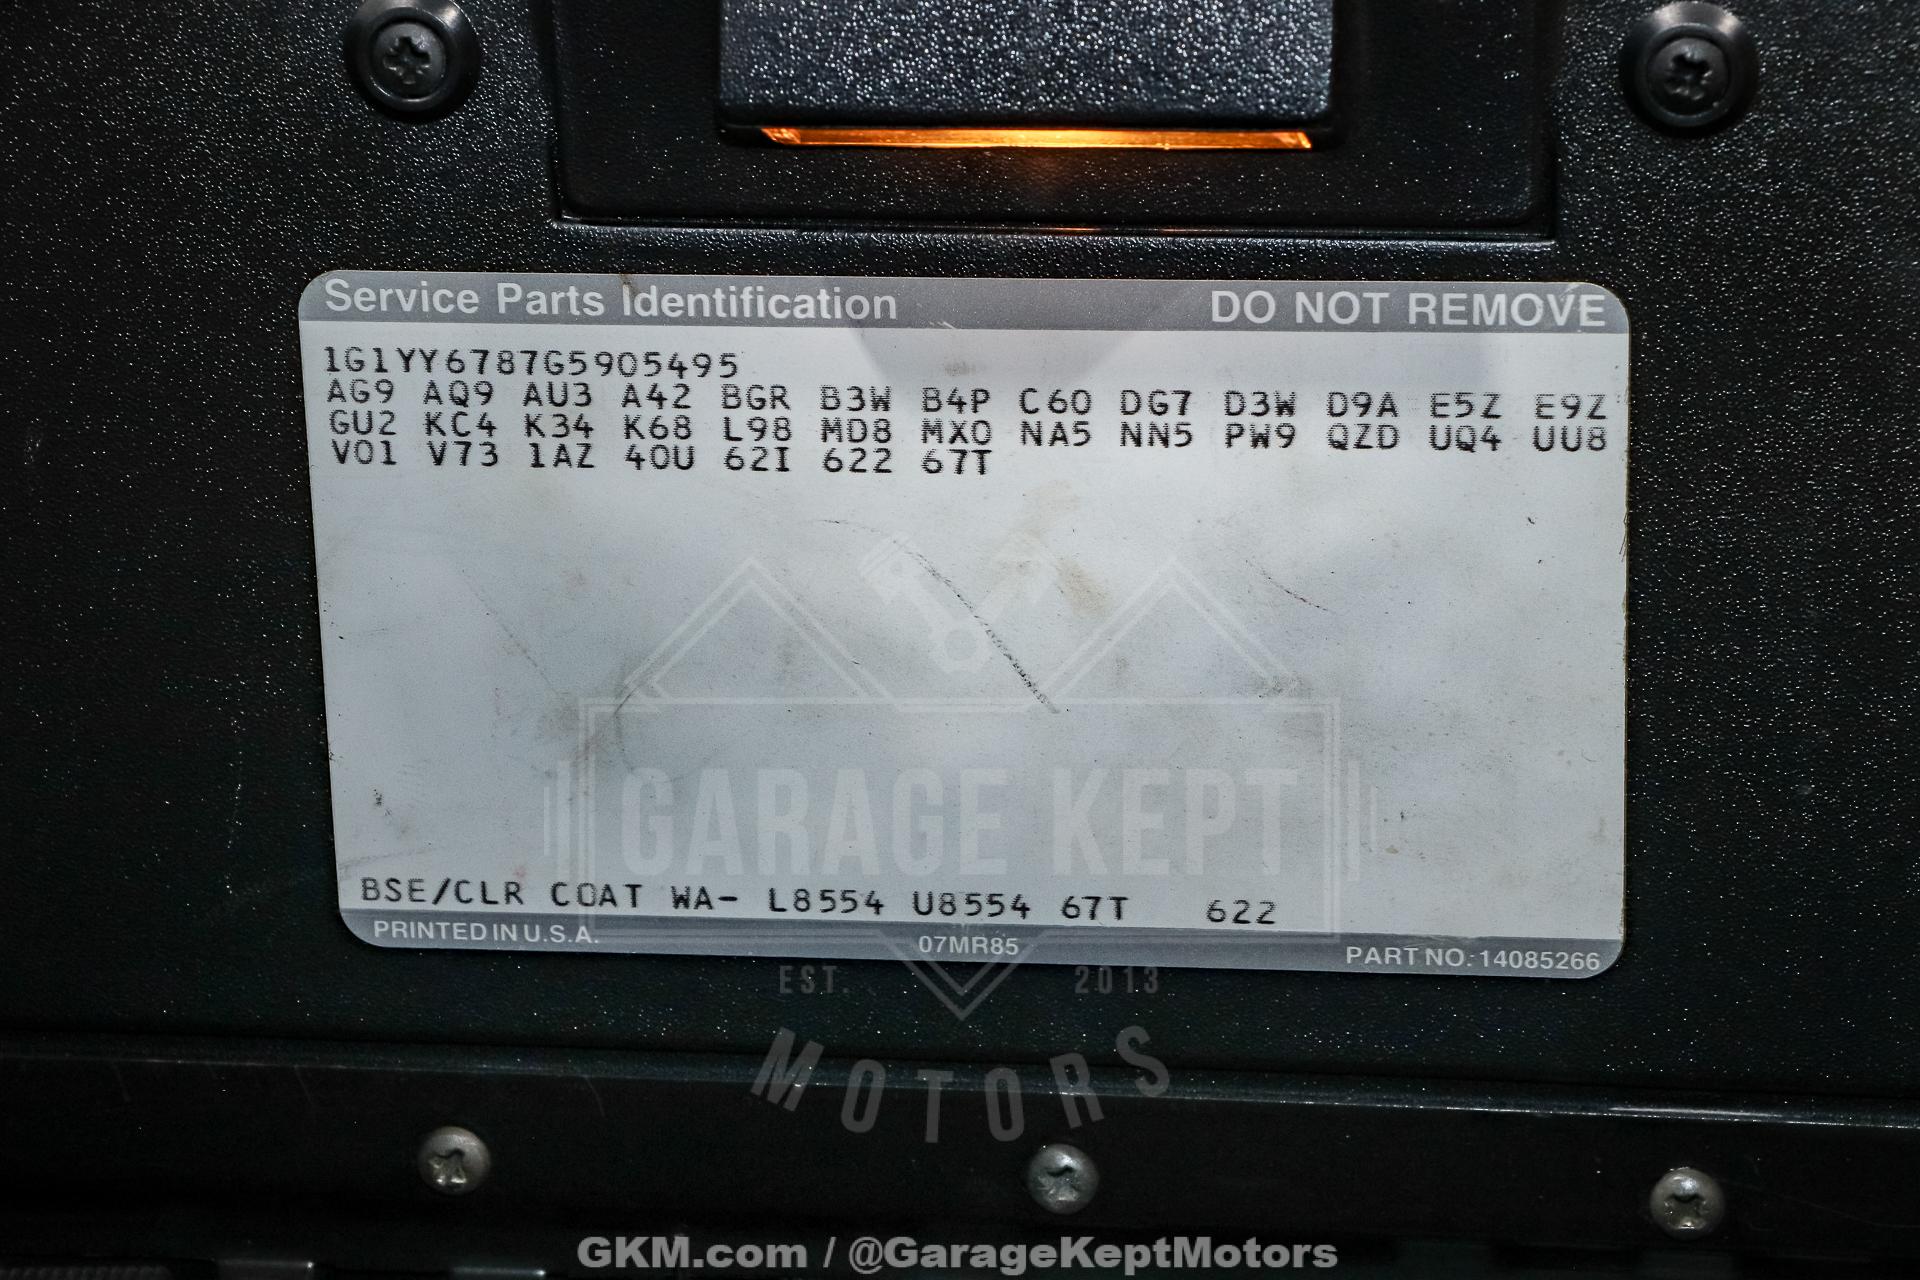 Service Parts Identification DO NOT REMOVE
1G1YY6787G5905495
AG9 AQ9 AU3 A42 BGR B3W B4P C60 DG7 D3W D9A E5Z E9Z
GU2 KC4 K34 K68 L98 MD8 MX0 NA5 NN5 PW9 QZD UQ4 UU8
V01 V73 1AZ 40U 62I 622 67T
GARAGE KEPT
BSE/CLR COAT WA- L8554 U8554 67T 622
PRINTED IN U.S.A. 07MR85 PART NO. 14085266
EST. 2013
MOTORS
GKM.com / @GarageKeptMotors